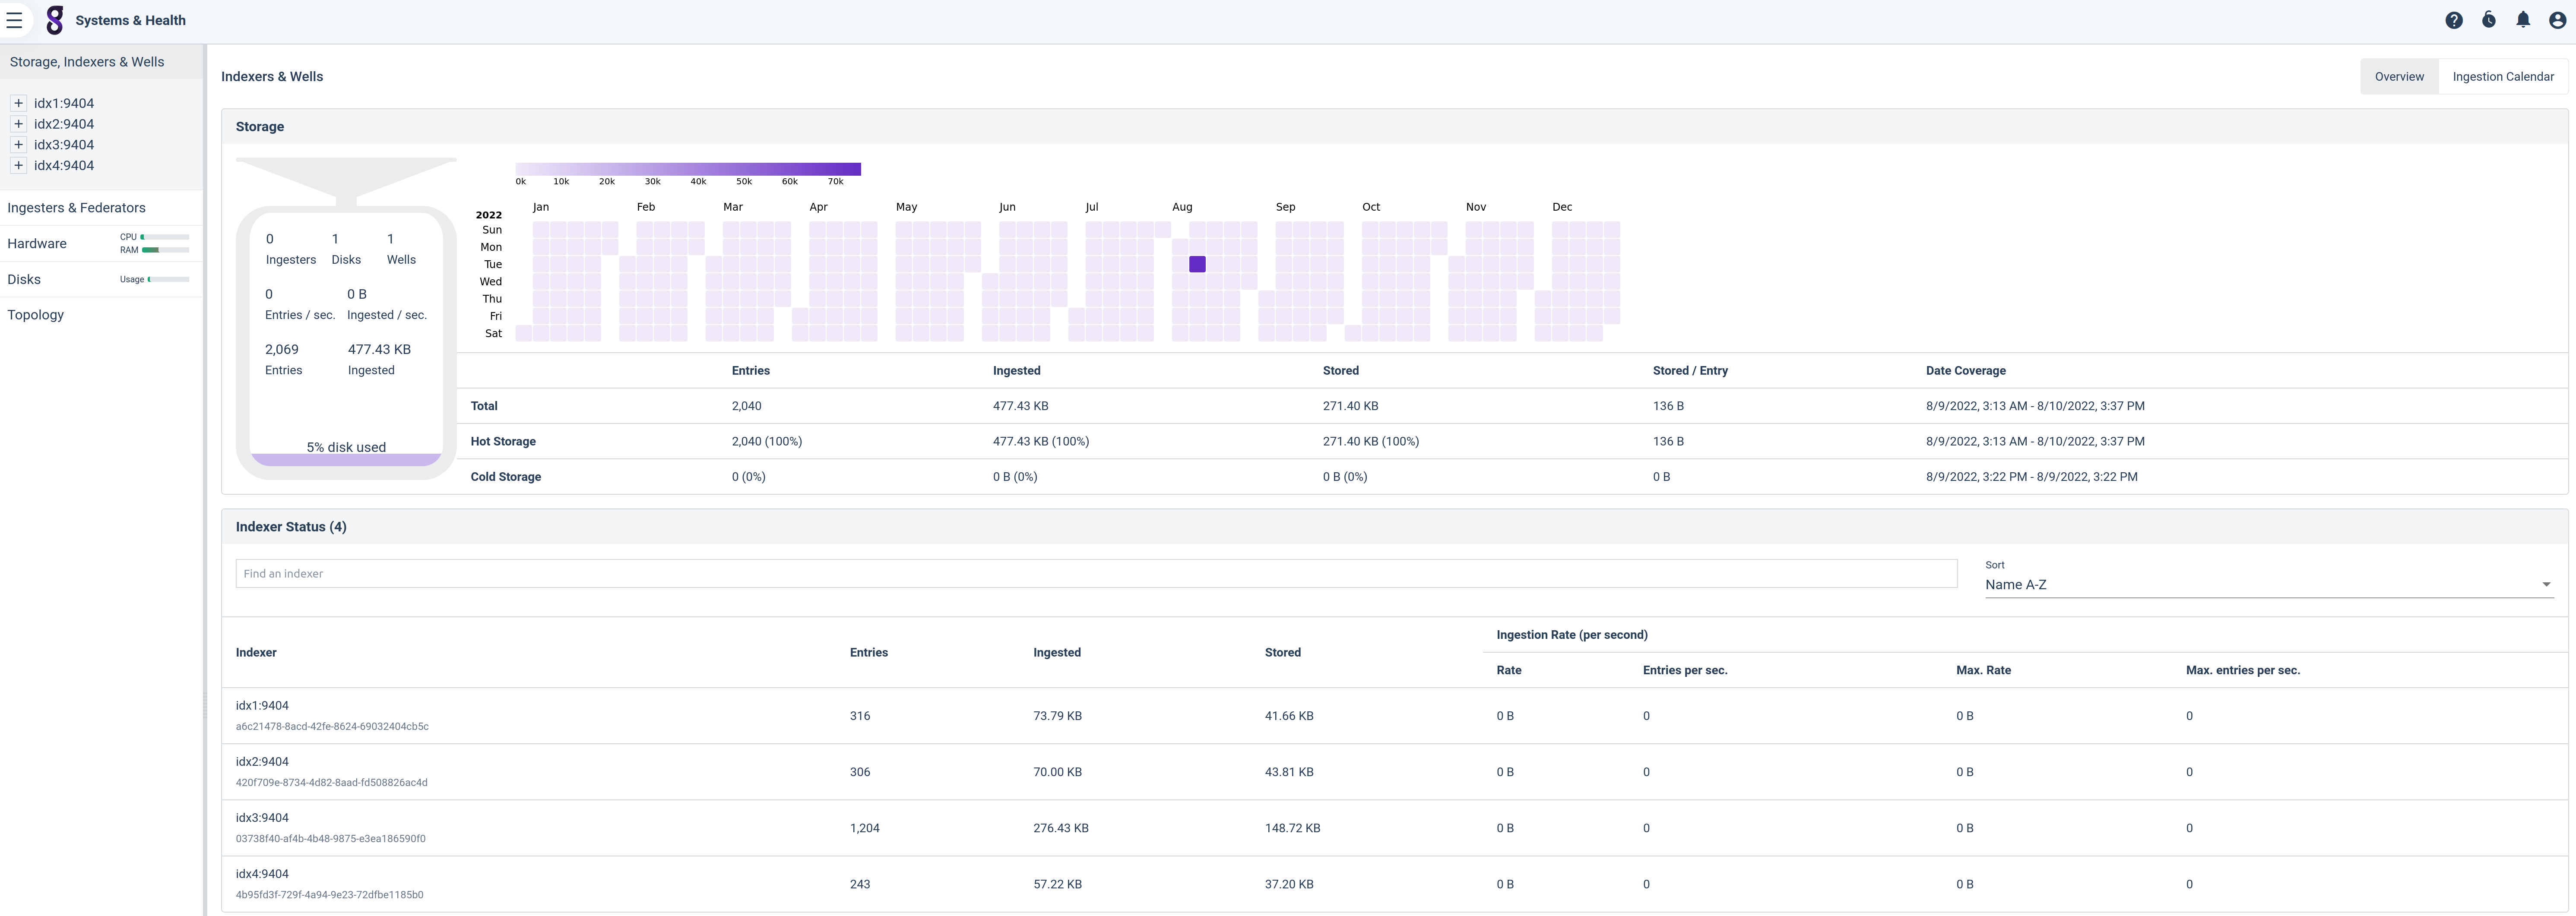 Systems & Health
Storage, Indexers & Wells
idx1:9404
idx2:9404
idx3:9404
idx4:9404
Ingesters & Federators
Hardware CPU RAM
Disks Usage
Topology
Indexers & Wells
Overview Ingestion Calendar
Storage
0 1 1
Ingesters Disks Wells
0 0 B
Entries / sec. Ingested / sec.
2,069 477.43 KB
Entries Ingested
5% disk used
0k 10k 20k 30k 40k 50k 60k 70k
Jan Feb Mar Apr May Jun Jul Aug Sep Oct Nov Dec
2022
Sun
Mon
Tue
Wed
Thu
Fri
Sat
Entries Ingested Stored Stored / Entry Date Coverage
Total 2,040 477.43 KB 271.40 KB 136 B 8/9/2022, 3:13 AM - 8/10/2022, 3:37 PM
Hot Storage 2,040 (100%) 477.43 KB (100%) 271.40 KB (100%) 136 B 8/9/2022, 3:13 AM - 8/10/2022, 3:37 PM
Cold Storage 0 (0%) 0 B (0%) 0 B (0%) 0 B 8/9/2022, 3:22 PM - 8/9/2022, 3:22 PM
Indexer Status (4)
Find an indexer
Sort
Name A-Z
Ingestion Rate (per second)
Indexer Entries Ingested Stored
Rate Entries per sec. Max. Rate Max. entries per sec.
idx1:9404
316 73.79 KB 41.66 KB 0 B 0 0 B 0
a6c21478-8acd-42fe-8624-69032404cb5c
idx2:9404
306 70.00 KB 43.81 KB 0 B 0 0 B 0
420f709e-8734-4d82-8aad-fd508826ac4d
idx3:9404
1,204 276.43 KB 148.72 KB 0 B 0 0 B 0
03738f40-af4b-4b48-9875-e3ea186590f0
idx4:9404
243 57.22 KB 37.20 KB 0 B 0 0 B 0
4b95fd3f-729f-4a94-9e23-72dfbe1185b0